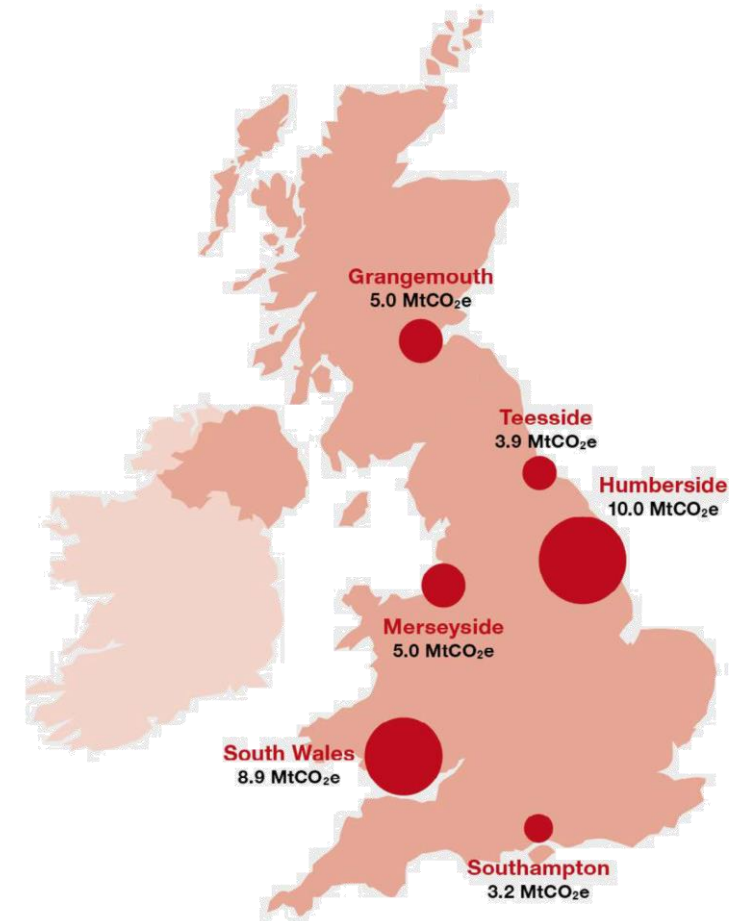 Grangemouth
5.0 MtCO₂e
Teesside
3.9 MtCO₂e
Humberside
10.0 MtCO₂e
Merseyside
5.0 MtCO₂e
South Wales
8.9 MtCO₂e
Southampton
3.2 MtCO₂e